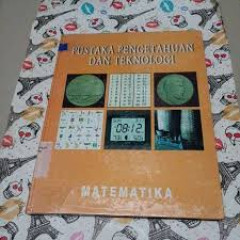 PUSTAKA PENGETAHUAN
DAN TEKNOLOGI
08:12
MATEMATIKA